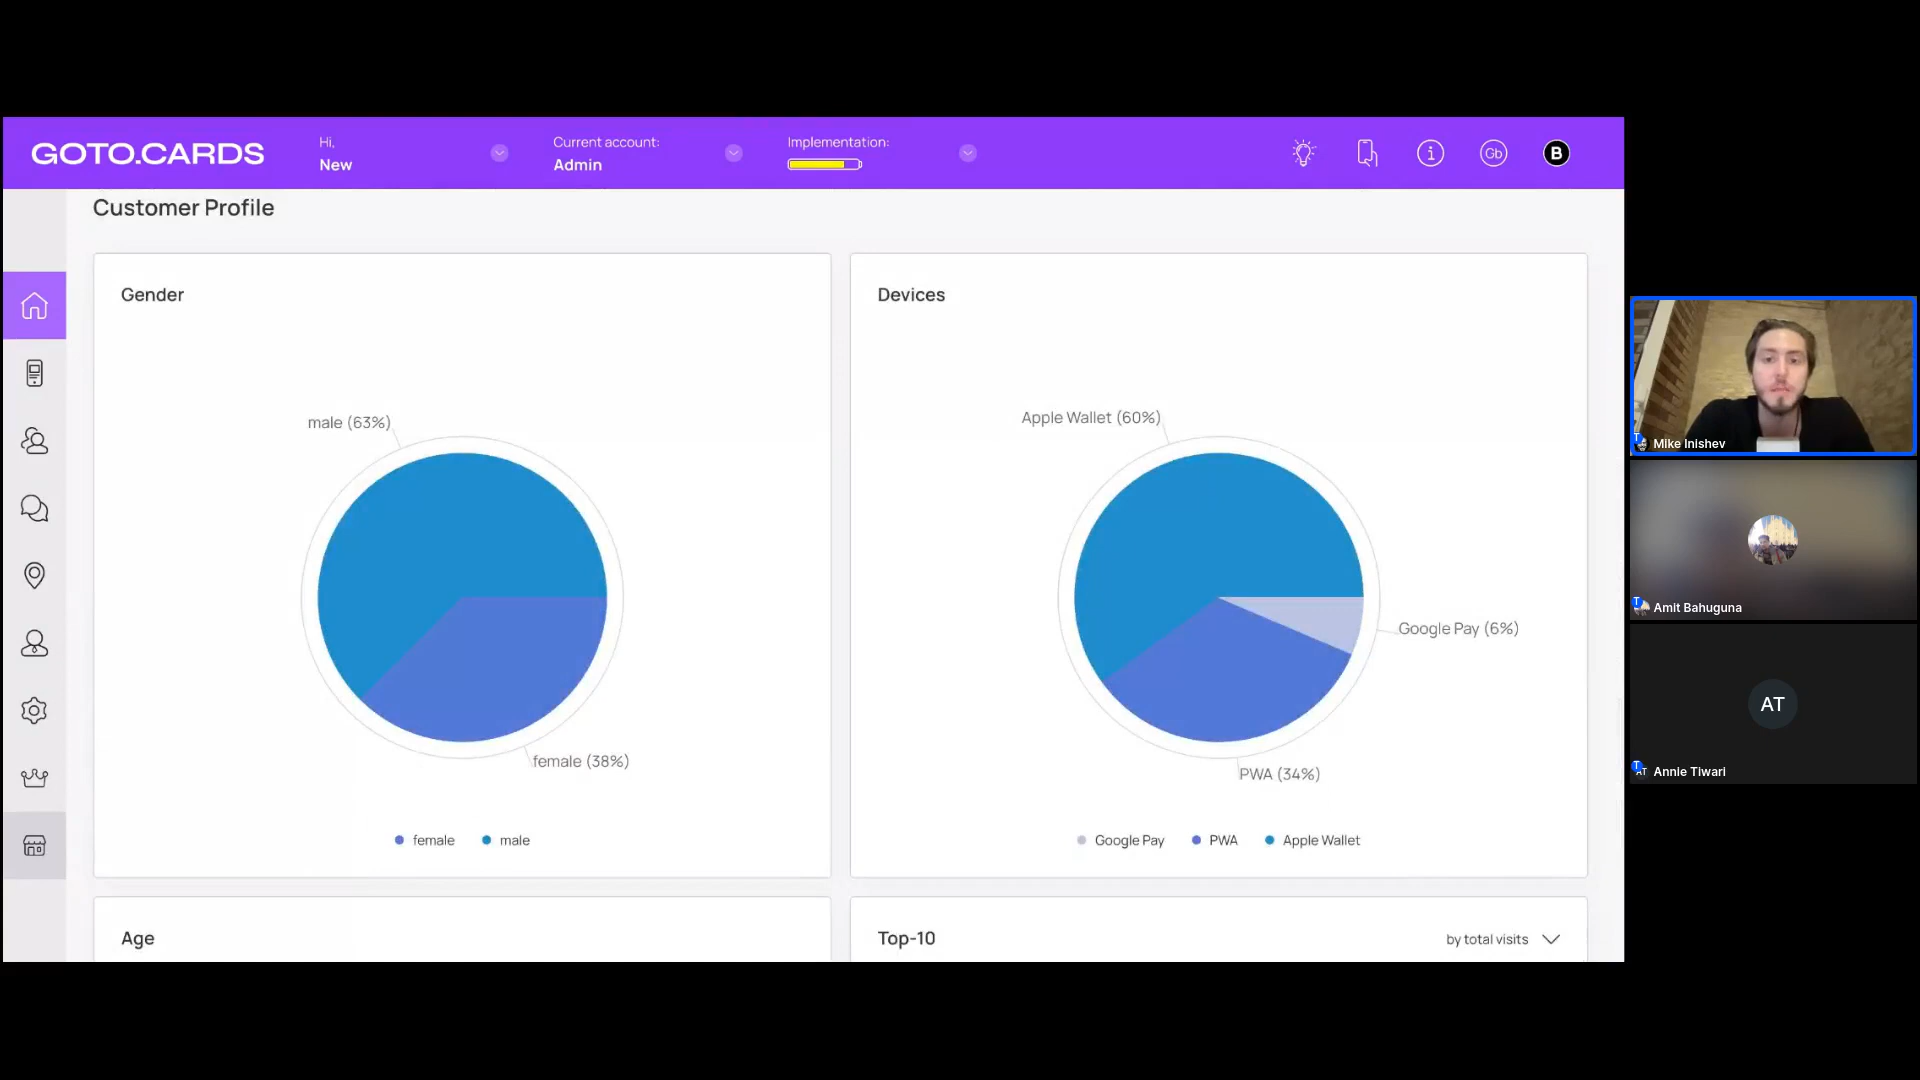 GOTO.CARDS
Hi,
New
Current account:
Admin
Implementation:
Gb
B
Customer Profile
Gender
male (63%)
female (38%)
female
male
Devices
Apple Wallet (60%)
Google Pay (6%)
PWA (34%)
Google Pay
PWA
Apple Wallet
Age
Top-10
by total visits
T
Mike Inishev
T
Amit Bahuguna
AT
T
AT
Annie Tiwari